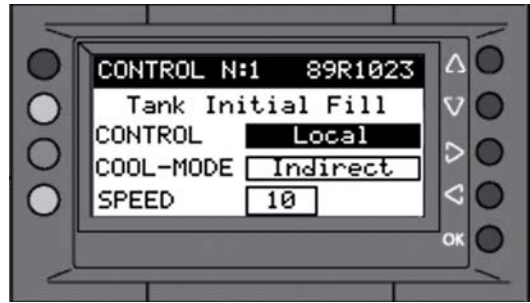 CONTROL N:1 89R1023
Tank Initial Fill
CONTROL Local
COOL-MODE Indirect
SPEED 10
OK